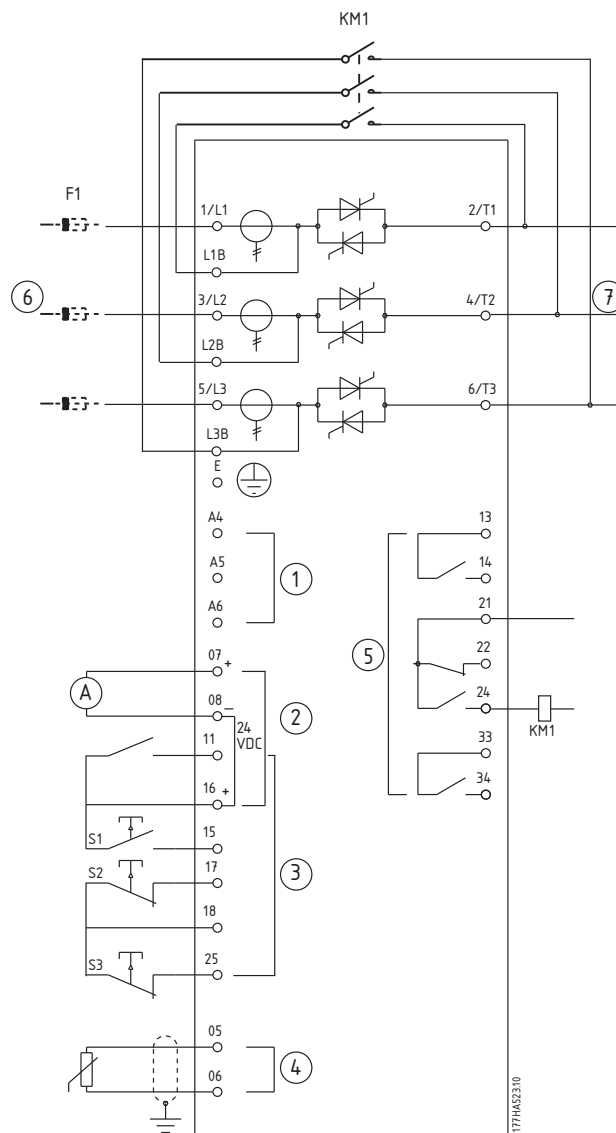 KM1
F1
1/L1
2/T1
L1B
6
3/L2
4/T2
7
L2B
5/L3
6/T3
L3B
E
A4
13
A5
1
14
A6
21
5
07 +
22
A
2
08 –
24
24
VDC
11
KM1
33
16 +
34
S1
15
S2
17
3
18
S3
25
05
4
06
177HA523.10